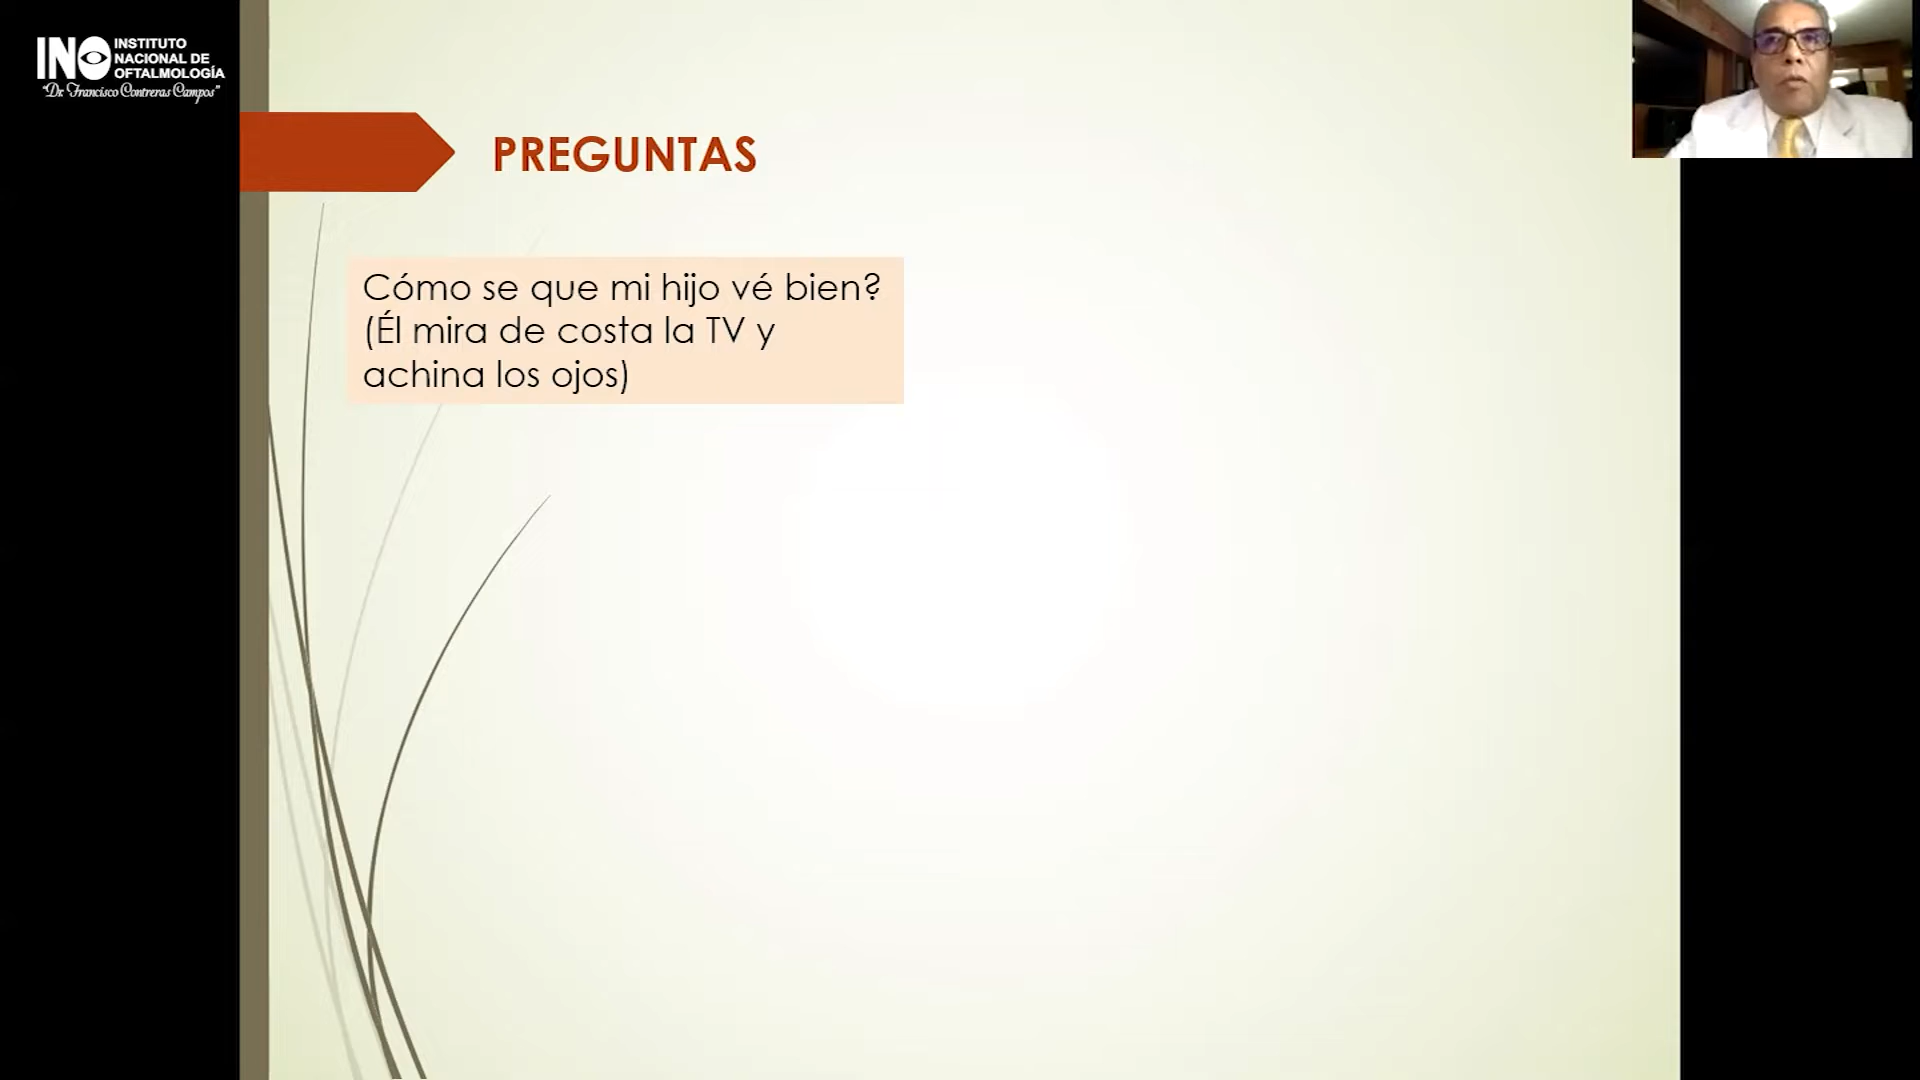 INO INSTITUTO
NACIONAL DE
OFTALMOLOGÍA
"Dr. Francisco Contreras Campos"
PREGUNTAS
Cómo se que mi hijo vé bien?
(Él mira de costa la TV y
achina los ojos)